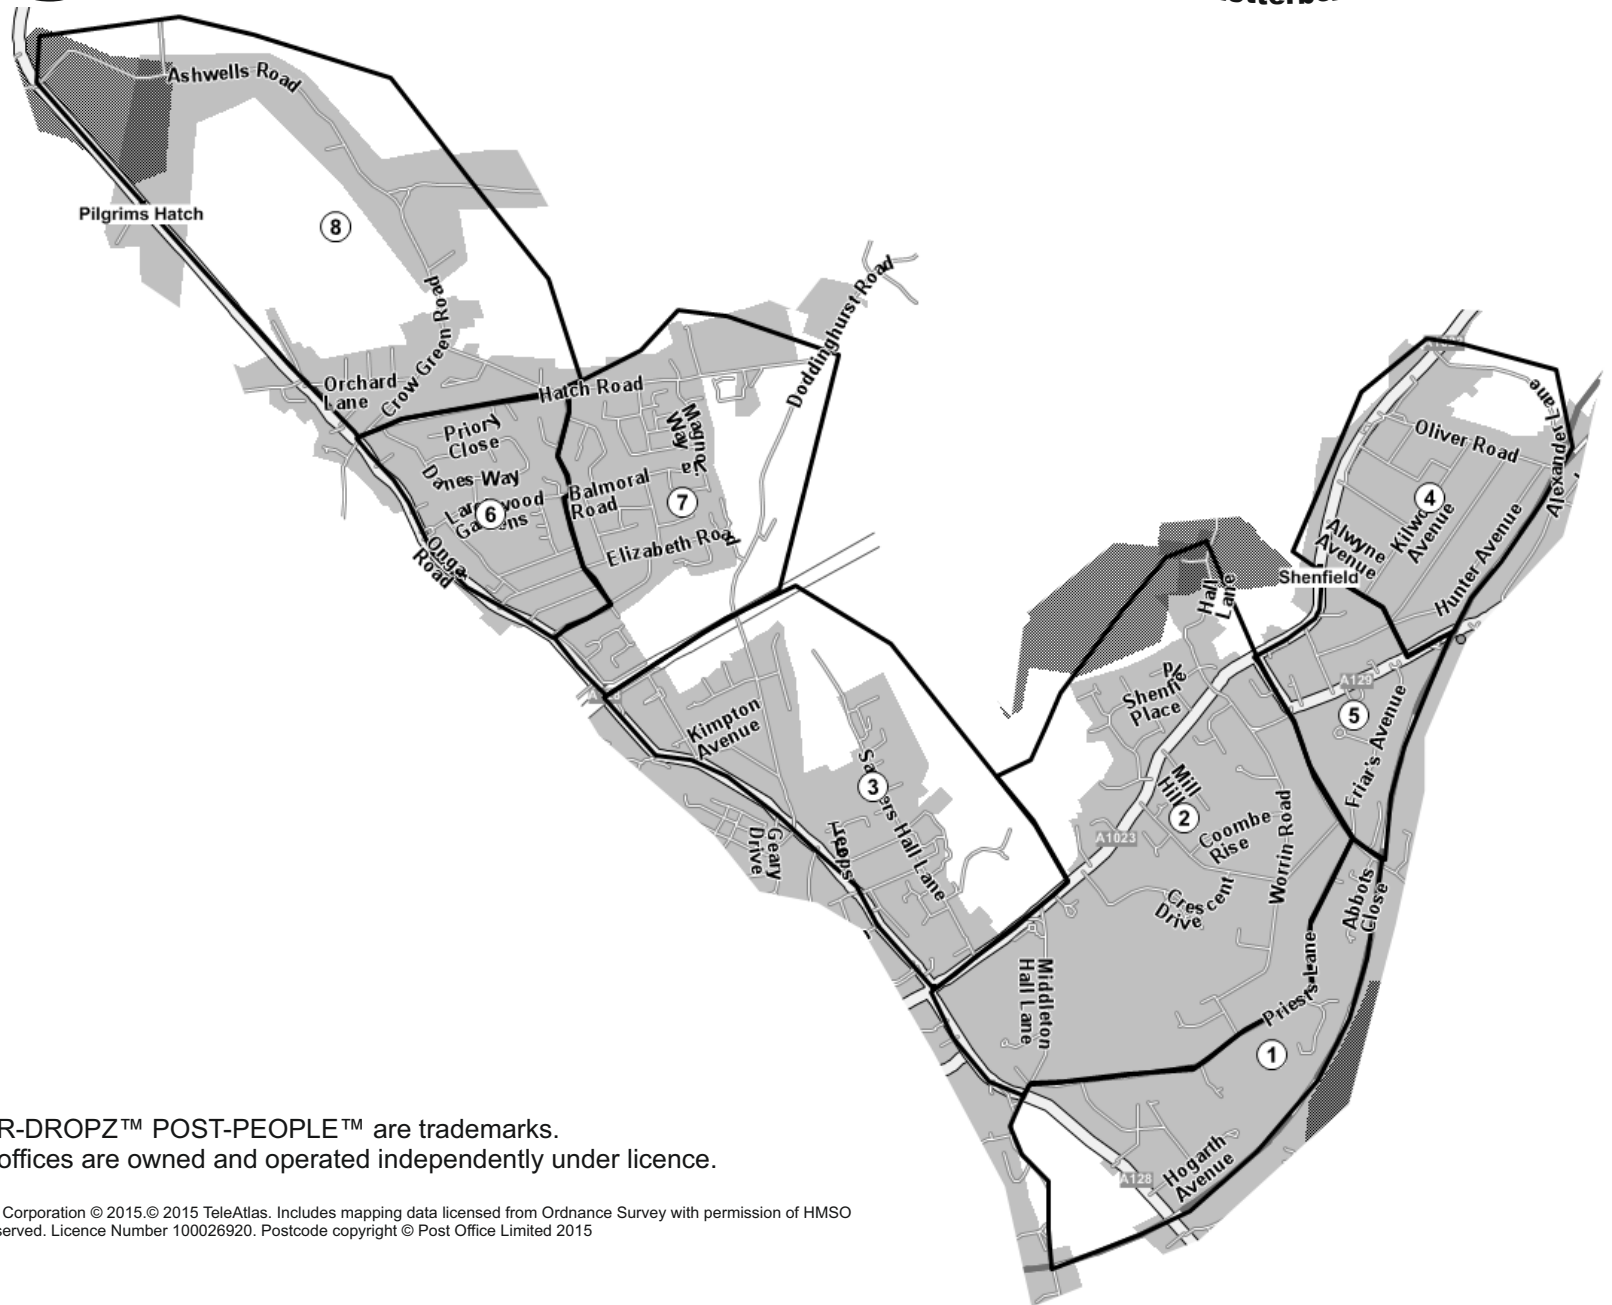 Ashwells Road
Pilgrims Hatch
8
Crow Green Road
Orchard
Lane
Hatch Road
Doddinghurst Road
Priory
Close
Danes Way
6
Balmoral
Road
Magnolia
Way
7
Elizabeth Road
Ongar
Road
Kimpton
Avenue
3
Hall Lane
Geary
Drive
A1023
Oliver Road
Alexander Lane
4
Alwyne
Avenue
Avenue
Hunter Avenue
Shenfield
Hall
Lane
Place
A129
5
Friar's Avenue
Mill
Hill
2
Coombe
Rise
Worrin Road
Crescent
Drive
Abbots
Close
Middleton
Hall Lane
Priests Lane
1
A128
Hogarth
Avenue
R-DROPZ™ POST-PEOPLE™ are trademarks.
offices are owned and operated independently under licence.
Corporation © 2015.© 2015 TeleAtlas. Includes mapping data licensed from Ordnance Survey with permission of HMSO
served. Licence Number 100026920. Postcode copyright © Post Office Limited 2015